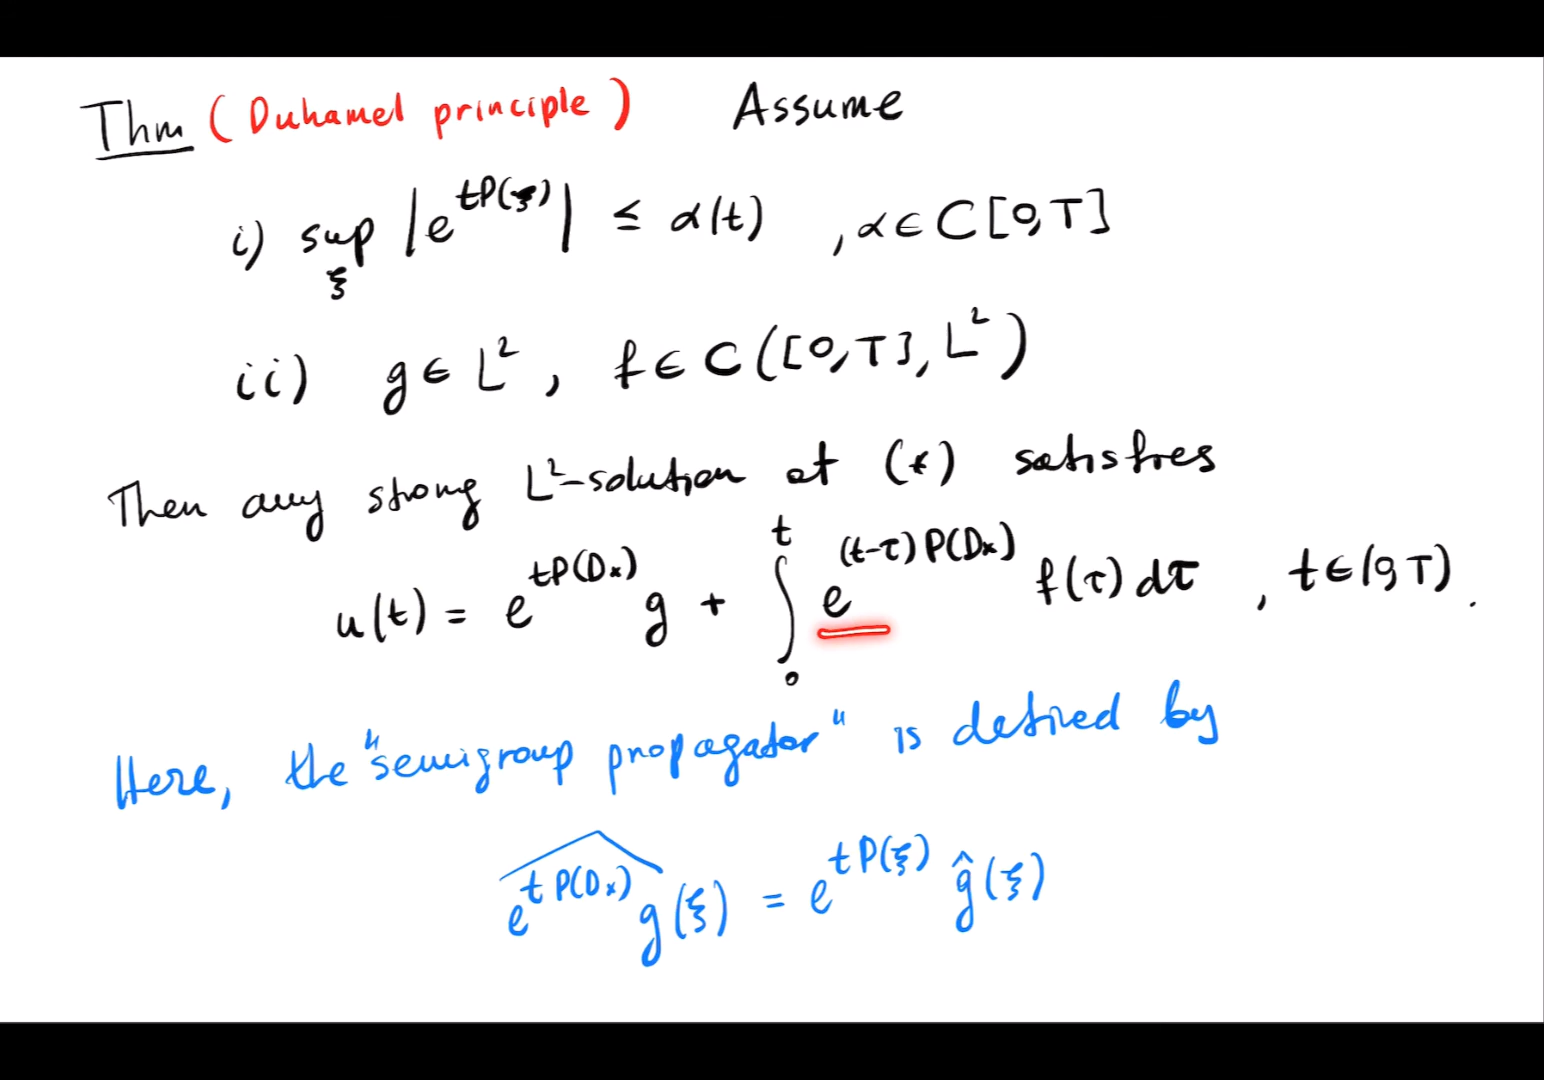 Thm (Duhamel principle) Assume
i) sup_ξ |e^{tP(ξ)}| ≤ α(t) , α ∈ C[0,T]
ii) g ∈ L², f ∈ C([0,T], L²)
Then any strong L²-solution of (*) satisfies
u(t) = e^{tP(Dₓ)} g + ∫₀ᵗ e^{(t-τ)P(Dₓ)} f(τ) dτ , t ∈ (0,T).
Here, the "semigroup propagator" is defined by
\widehat{e^{tP(Dₓ)} g}(ξ) = e^{tP(ξ)} ĝ(ξ)